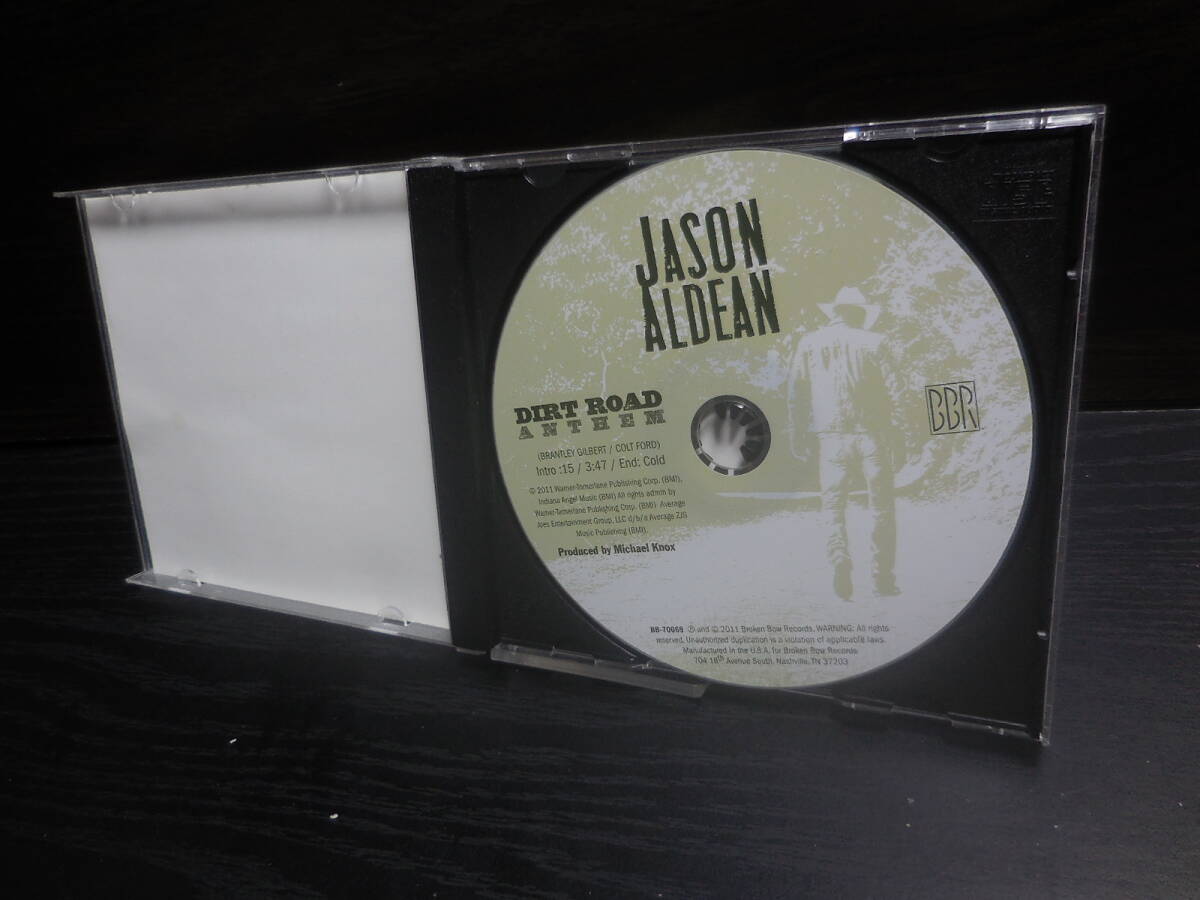 JASON
ALDEAN
DIRT ROAD
ANTHEM
(BRANTLEY GILBERT / COLT FORD)
Intro :15 / 3:47 / End: Cold
© 2011 Warner-Tamerlane Publishing Corp. (BMI),
Indiana Angel Music (BMI) All rights admin by
Warner-Tamerlane Publishing Corp. (BMI) Average
Joes Entertainment Group, LLC d/b/a Average ZJS
Music Publishing (BMI).
Produced by Michael Knox
BBR
BB-70069 ℗ and © 2011 Broken Bow Records. WARNING: All rights
reserved. Unauthorized duplication is a violation of applicable laws.
Manufactured in the U.S.A. for Broken Bow Records
704 18th Avenue South, Nashville, TN 37203